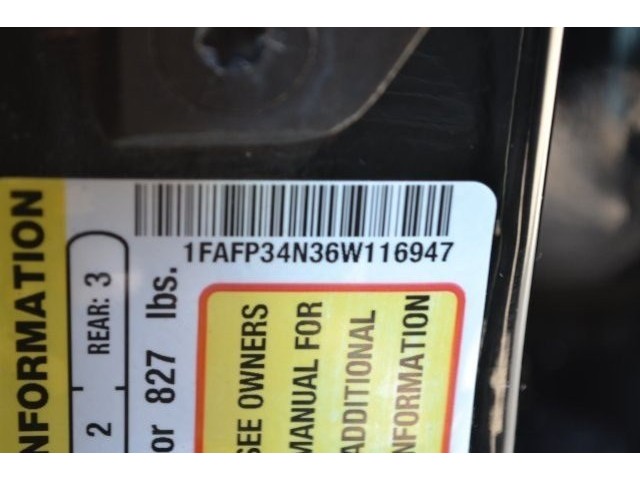 1FAFP34N36W116947
NFORMATION
2 REAR: 3
or 827 lbs.
SEE OWNERS
MANUAL FOR
ADDITIONAL
NFORMATION